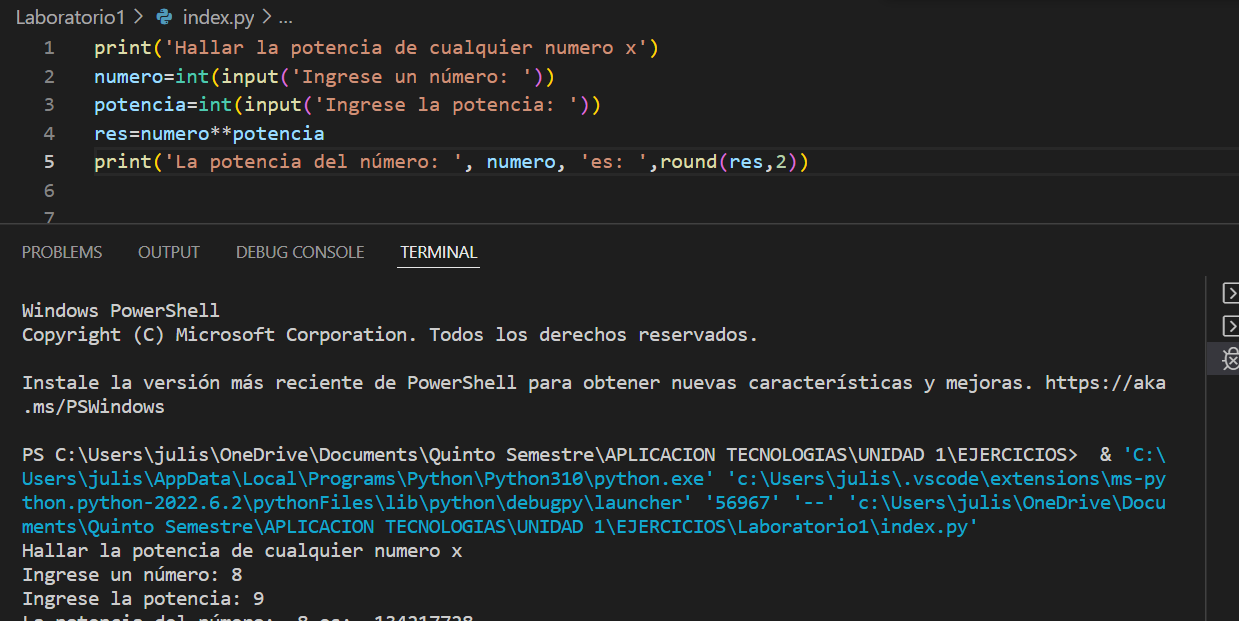 Laboratorio1 > index.py > ...
1 print('Hallar la potencia de cualquier numero x')
2 numero=int(input('Ingrese un número: '))
3 potencia=int(input('Ingrese la potencia: '))
4 res=numero**potencia
5 print('La potencia del número: ', numero, 'es: ',round(res,2))
6
7
PROBLEMS OUTPUT DEBUG CONSOLE TERMINAL
Windows PowerShell
Copyright (C) Microsoft Corporation. Todos los derechos reservados.
Instale la versión más reciente de PowerShell para obtener nuevas características y mejoras. https://aka
.ms/PSWindows
PS C:\Users\julis\OneDrive\Documents\Quinto Semestre\APLICACION TECNOLOGIAS\UNIDAD 1\EJERCICIOS>  & 'C:\
Users\julis\AppData\Local\Programs\Python\Python310\python.exe' 'c:\Users\julis\.vscode\extensions\ms-py
thon.python-2022.6.2\pythonFiles\lib\python\debugpy\launcher' '56967' '--' 'c:\Users\julis\OneDrive\Docu
ments\Quinto Semestre\APLICACION TECNOLOGIAS\UNIDAD 1\EJERCICIOS\Laboratorio1\index.py'
Hallar la potencia de cualquier numero x
Ingrese un número: 8
Ingrese la potencia: 9
La potencia del número:  8 es:  134217728